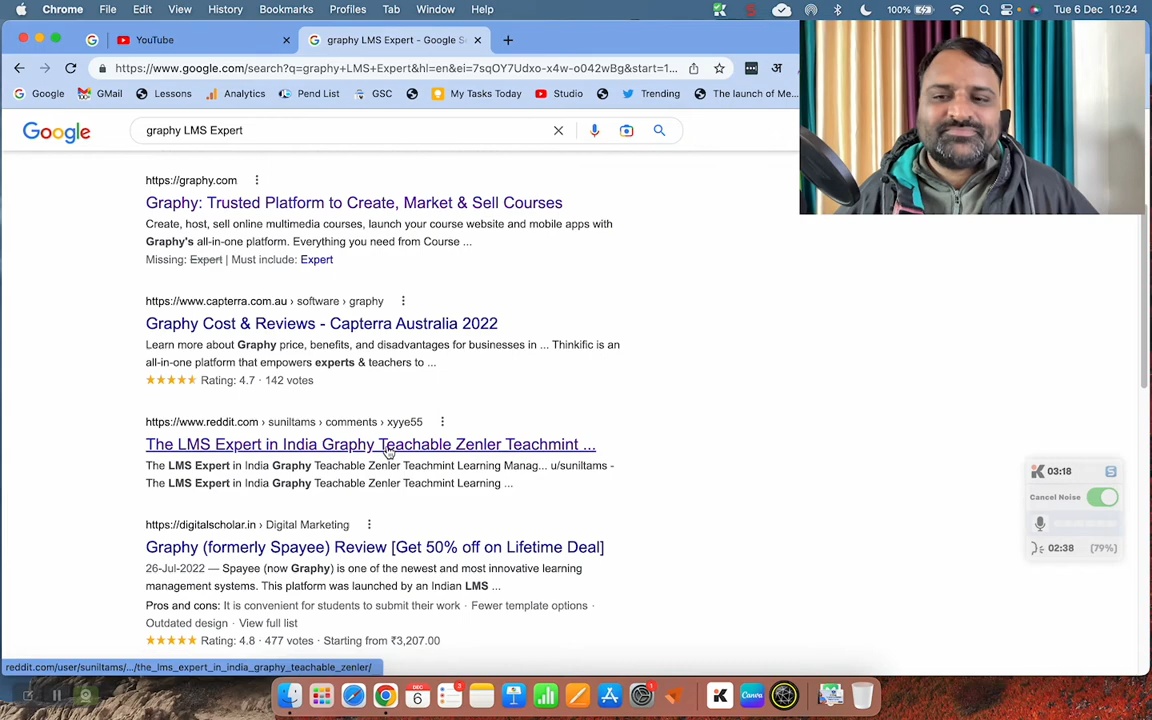 Chrome File Edit View History Bookmarks Profiles Tab Window Help 100% Tue 6 Dec 10:24
YouTube
graphy LMS Expert - Google Se
https://www.google.com/search?q=graphy+LMS+Expert&hl=en&ei=7sqOY7Udxo-x4w-o042wBg&start=1... अ
Google GMail Lessons Analytics Pend List GSC My Tasks Today Studio Trending The launch of Me...
Google
graphy LMS Expert
https://graphy.com
Graphy: Trusted Platform to Create, Market & Sell Courses
Create, host, sell online multimedia courses, launch your course website and mobile apps with
Graphy's all-in-one platform. Everything you need from Course ...
Missing: Expert | Must include: Expert
https://www.capterra.com.au › software › graphy
Graphy Cost & Reviews - Capterra Australia 2022
Learn more about Graphy price, benefits, and disadvantages for businesses in ... Thinkific is an
all-in-one platform that empowers experts & teachers to ...
Rating: 4.7 · 142 votes
https://www.reddit.com › suniltams › comments › xyye55
The LMS Expert in India Graphy Teachable Zenler Teachmint ...
The LMS Expert in India Graphy Teachable Zenler Teachmint Learning Manag... u/suniltams -
The LMS Expert in India Graphy Teachable Zenler Teachmint Learning ...
https://digitalscholar.in › Digital Marketing
Graphy (formerly Spayee) Review [Get 50% off on Lifetime Deal]
26-Jul-2022 — Spayee (now Graphy) is one of the newest and most innovative learning
management systems. This platform was launched by an Indian LMS ...
Pros and cons: It is convenient for students to submit their work · Fewer template options ·
Outdated design · View full list
Rating: 4.8 · 477 votes · Starting from ₹3,207.00
03:18 S
Cancel Noise
02:38 (79%)
reddit.com/user/suniltams/.../the_lms_expert_in_india_graphy_teachable_zenler/
DEC
6
3
1
K
Canva